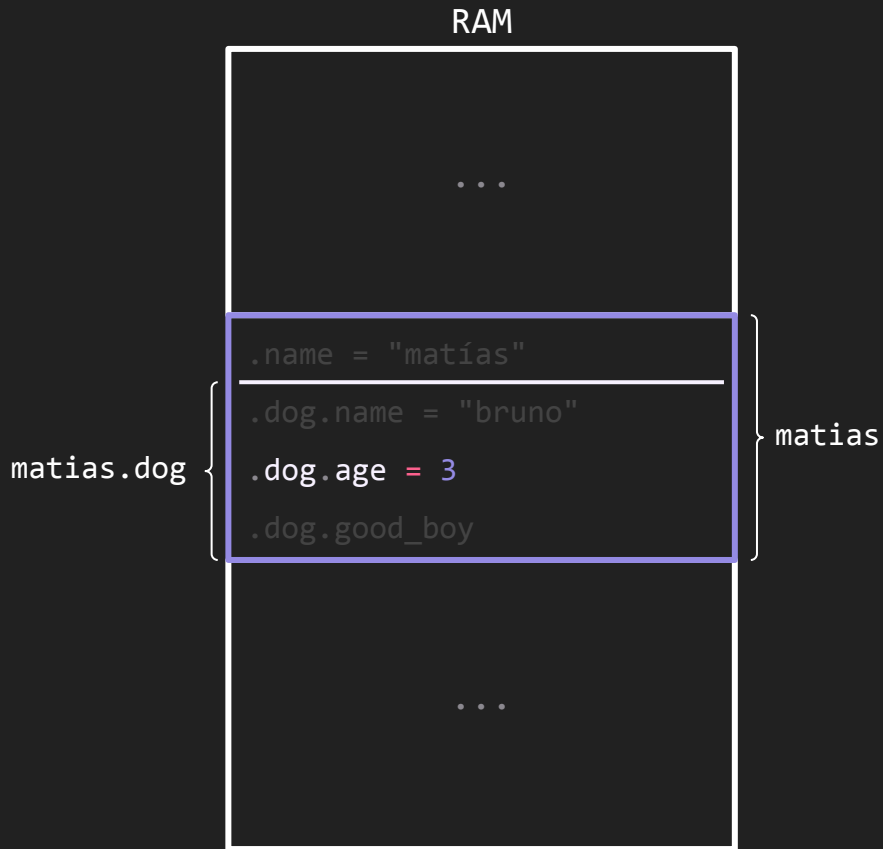 RAM
...
.name = "matías"
.dog.name = "bruno"
matias
matias.dog
.dog.age = 3
.dog.good_boy
...